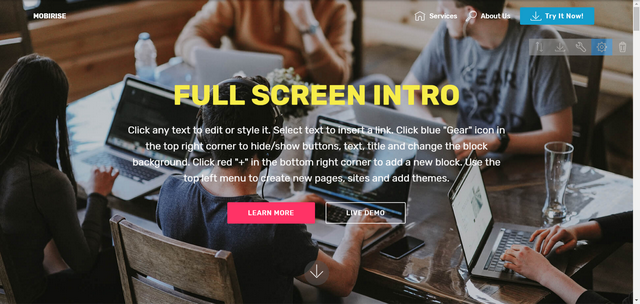 MOBIRISE
Services
About Us
Try It Now!
FULL SCREEN INTRO
Click any text to edit or style it. Select text to insert a link. Click blue "Gear" icon in
the top right corner to hide/show buttons, text, title and change the block
background. Click red "+" in the bottom right corner to add a new block. Use the
top left menu to create new pages, sites and add themes.
LEARN MORE
LIVE DEMO